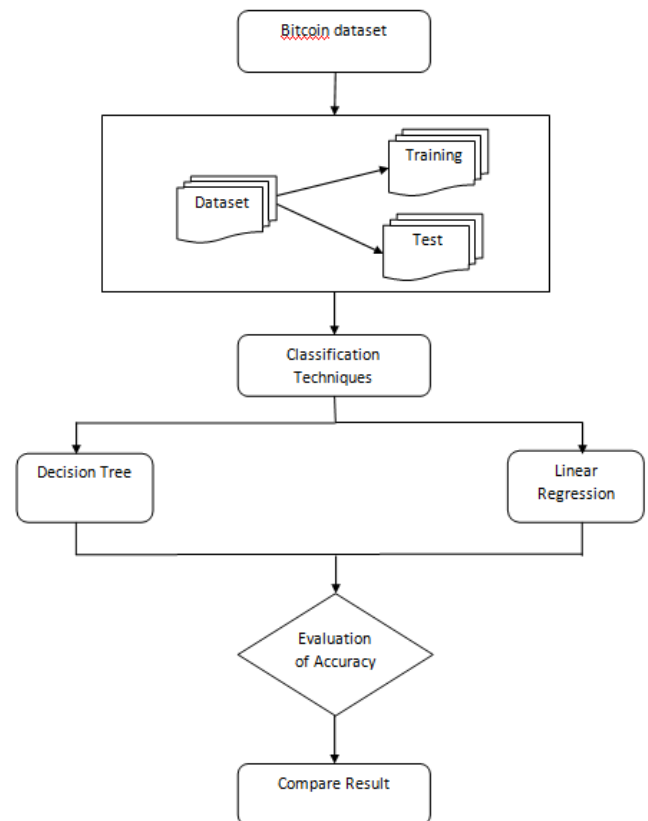 Bitcoin dataset
Training
Dataset
Test
Classification
Techniques
Decision Tree
Linear
Regression
Evaluation
of Accuracy
Compare Result